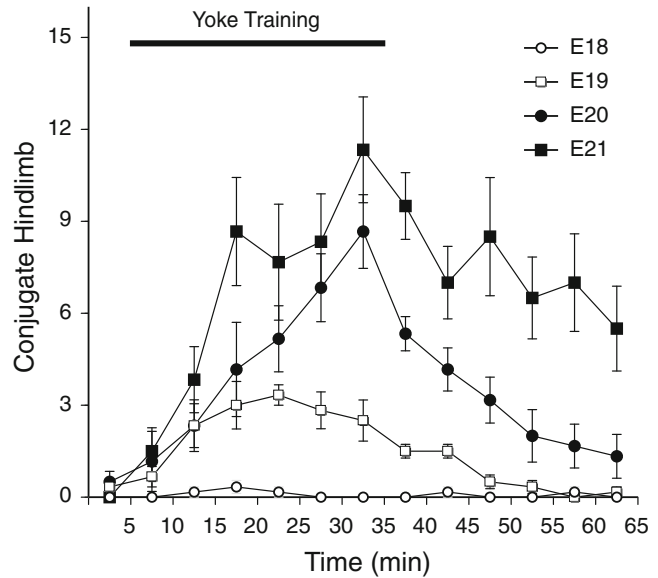 Yoke Training
15
12
9
6
3
0
Conjugate Hindlimb
E18
E19
E20
E21
5 10 15 20 25 30 35 40 45 50 55 60 65
Time (min)